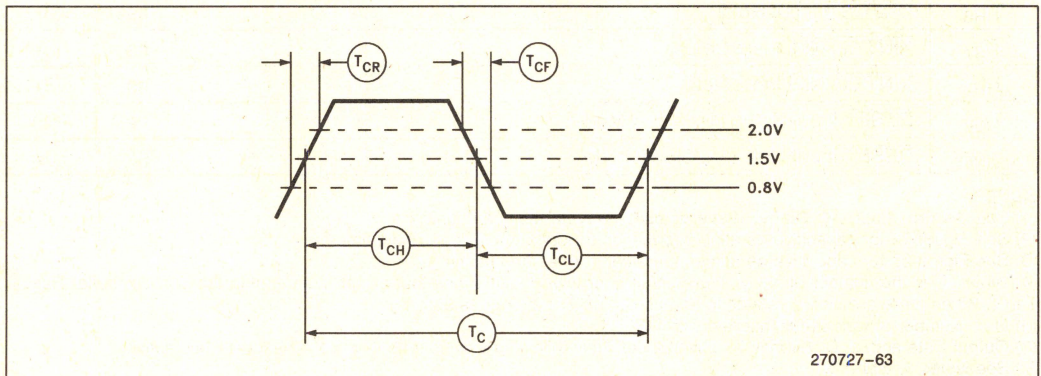 T_CR
T_CF
2.0V
1.5V
0.8V
T_CH
T_CL
T_C
270727-63